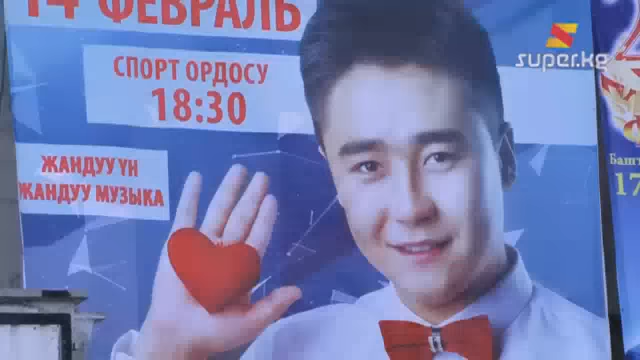 14 ФЕВРАЛЬ
super.kg
СПОРТ ОРДОСУ
18:30
ЖАНДУУ ҮН
ЖАНДУУ МУЗЫКА
17